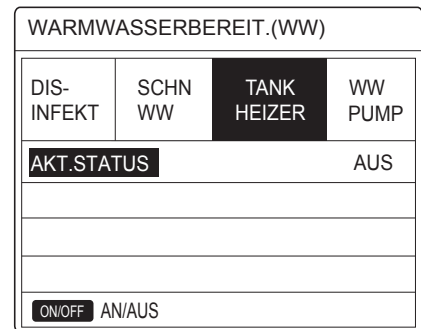 WARMWASSERBEREIT.(WW)
DIS-
INFEKT
SCHN
WW
TANK
HEIZER
WW
PUMP
AKT.STATUS AUS
ON/OFF AN/AUS